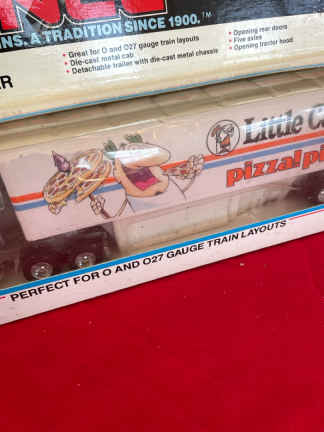 A TRADITION SINCE 1900.™
• Great for O and O27 gauge train layouts
• Die-cast metal cab
• Detachable trailer with die-cast metal chassis
• Opening rear doors
• Five axles
• Opening tractor hood
Little C
pizza! pi
PERFECT FOR O AND O27 GAUGE TRAIN LAYOUTS